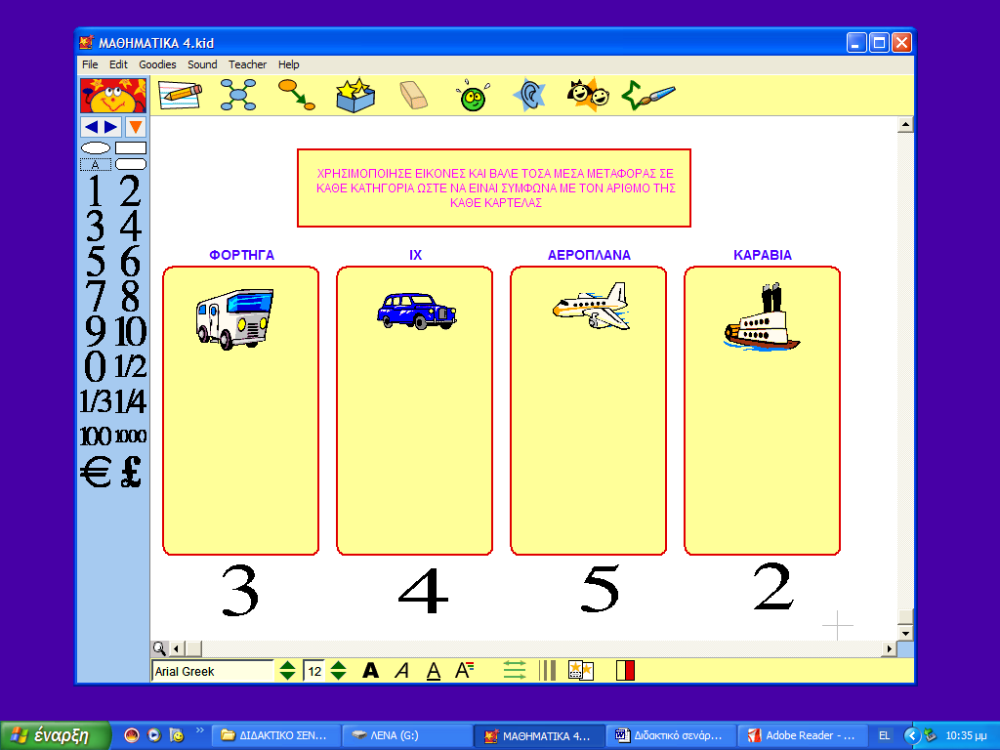 ΜΑΘΗΜΑΤΙΚΑ 4.kid
File Edit Goodies Sound Teacher Help
A
1 2
3 4
5 6
7 8
9 10
0 1/2
1/3 1/4
100 1000
€ £
ΧΡΗΣΙΜΟΠΟΙΗΣΕ ΕΙΚΟΝΕΣ ΚΑΙ ΒΑΛΕ ΤΟΣΑ ΜΕΣΑ ΜΕΤΑΦΟΡΑΣ ΣΕ
ΚΑΘΕ ΚΑΤΗΓΟΡΙΑ ΩΣΤΕ ΝΑ ΕΙΝΑΙ ΣΥΜΦΩΝΑ ΜΕ ΤΟΝ ΑΡΙΘΜΟ ΤΗΣ
ΚΑΘΕ ΚΑΡΤΕΛΑΣ
ΦΟΡΤΗΓΑ ΙΧ ΑΕΡΟΠΛΑΝΑ ΚΑΡΑΒΙΑ
3 4 5 2
Arial Greek 12 A A A A
έναρξη » ΔΙΔΑΚΤΙΚΟ ΣΕΝ... ΛΕΝΑ (G:) ΜΑΘΗΜΑΤΙΚΑ 4... Διδακτικό σενάρ... Adobe Reader - ... EL 10:35 μμ